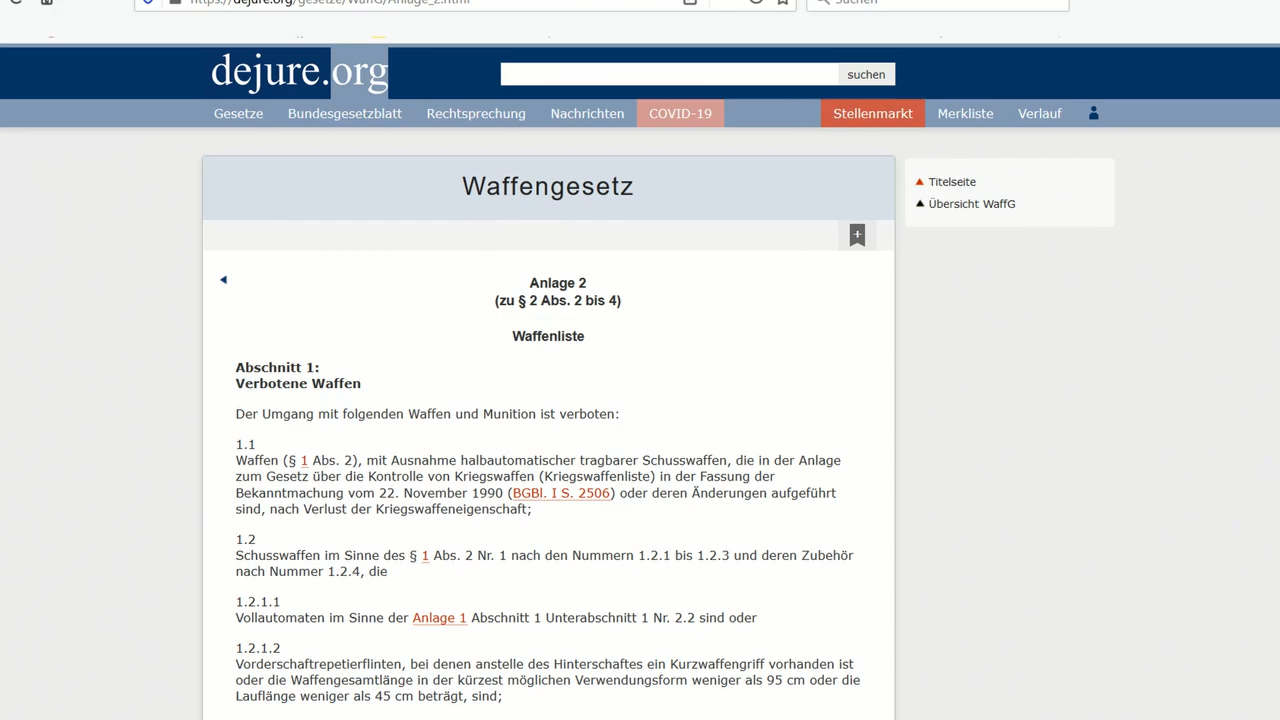 https://dejure.org/gesetze/WaffG/Anlage_2.html
Suchen
dejure.org
suchen
Gesetze Bundesgesetzblatt Rechtsprechung Nachrichten COVID-19 Stellenmarkt Merkliste Verlauf
Waffengesetz
Titelseite
Übersicht WaffG
Anlage 2
(zu § 2 Abs. 2 bis 4)
Waffenliste
Abschnitt 1:
Verbotene Waffen
Der Umgang mit folgenden Waffen und Munition ist verboten:
1.1
Waffen (§ 1 Abs. 2), mit Ausnahme halbautomatischer tragbarer Schusswaffen, die in der Anlage
zum Gesetz über die Kontrolle von Kriegswaffen (Kriegswaffenliste) in der Fassung der
Bekanntmachung vom 22. November 1990 (BGBl. I S. 2506) oder deren Änderungen aufgeführt
sind, nach Verlust der Kriegswaffeneigenschaft;
1.2
Schusswaffen im Sinne des § 1 Abs. 2 Nr. 1 nach den Nummern 1.2.1 bis 1.2.3 und deren Zubehör
nach Nummer 1.2.4, die
1.2.1.1
Vollautomaten im Sinne der Anlage 1 Abschnitt 1 Unterabschnitt 1 Nr. 2.2 sind oder
1.2.1.2
Vorderschaftrepetierflinten, bei denen anstelle des Hinterschaftes ein Kurzwaffengriff vorhanden ist
oder die Waffengesamtlänge in der kürzest möglichen Verwendungsform weniger als 95 cm oder die
Lauflänge weniger als 45 cm beträgt, sind;